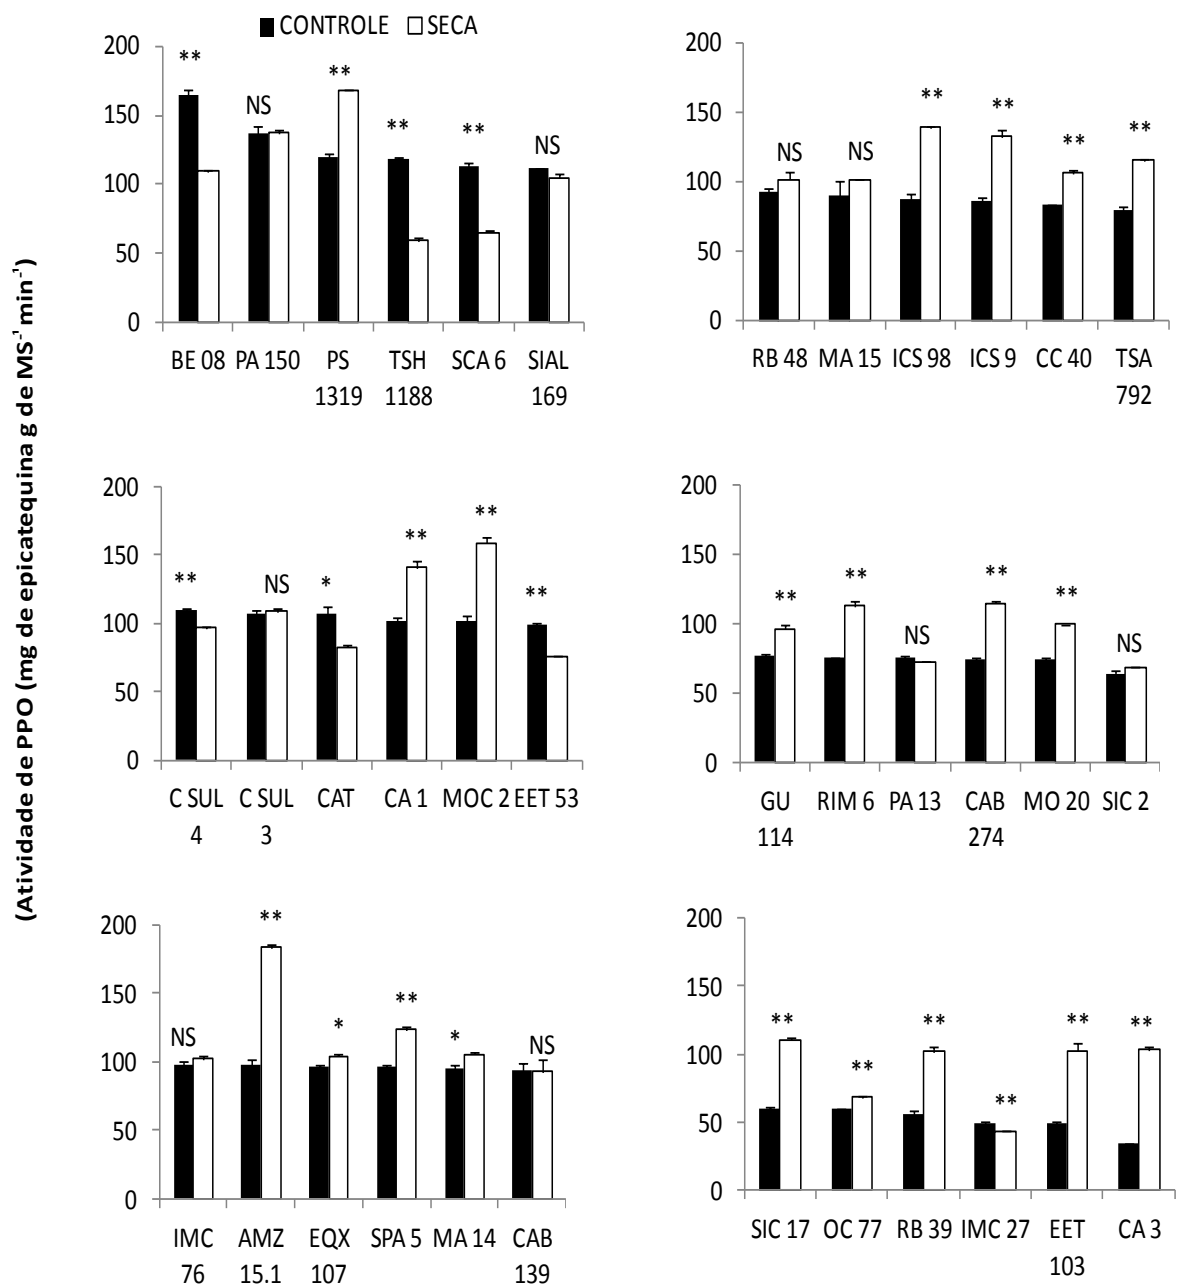 (Atividade de PPO (mg de epicatequina g de MS⁻¹ min⁻¹)
CONTROLE SECA
200
150
100
50
0
** NS ** ** ** NS
BE 08 PA 150 PS TSH SCA 6 SIAL
1319 1188 169
200
150
100
50
0
NS NS ** ** ** **
RB 48 MA 15 ICS 98 ICS 9 CC 40 TSA
792
200
150
100
50
0
** NS * ** ** **
C SUL C SUL CAT CA 1 MOC 2 EET 53
4 3
200
150
100
50
0
** ** NS ** ** NS
GU RIM 6 PA 13 CAB MO 20 SIC 2
114 274
200
150
100
50
0
NS ** * ** * NS
IMC AMZ EQX SPA 5 MA 14 CAB
76 15.1 107 139
200
150
100
50
0
** ** ** ** ** **
SIC 17 OC 77 RB 39 IMC 27 EET CA 3
103